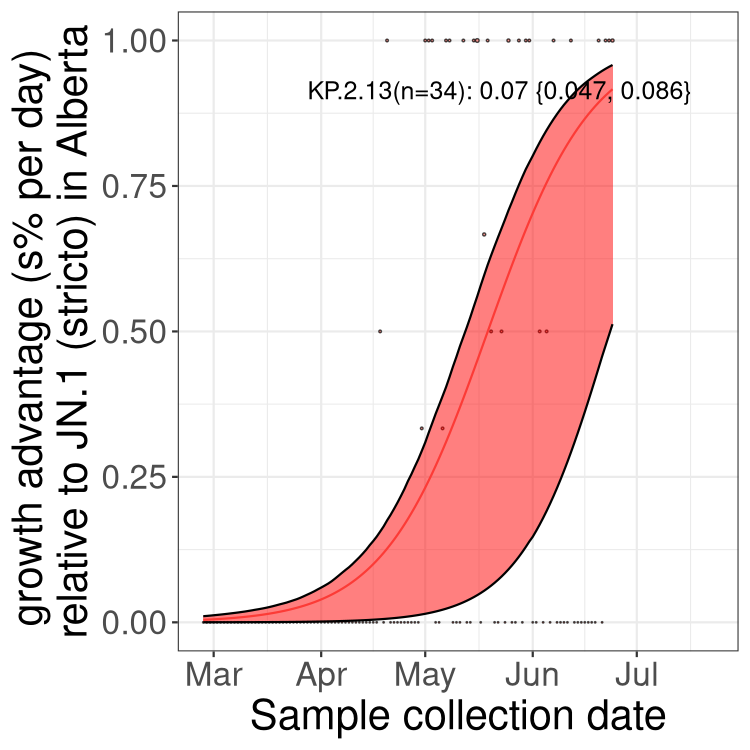 growth advantage (s% per day)
relative to JN.1 (stricto) in Alberta
1.00
0.75
0.50
0.25
0.00
KP.2.13(n=34): 0.07 {0.047, 0.086}
Mar Apr May Jun Jul
Sample collection date